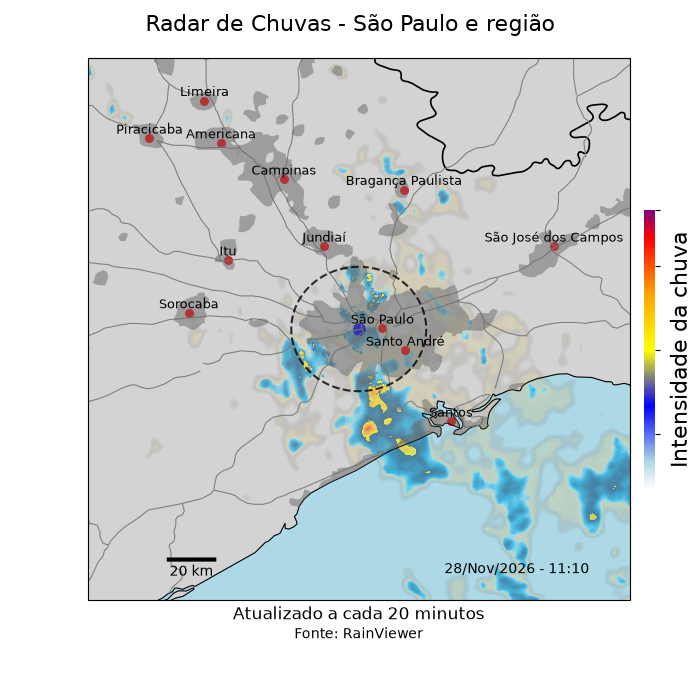 Radar de Chuvas - São Paulo e região
Limeira
Piracicaba
Americana
Campinas
Bragança Paulista
Jundiaí
São José dos Campos
Itu
Sorocaba
São Paulo
Santo André
Santos
Intensidade da chuva
20 km
28/Nov/2026 - 11:10
Atualizado a cada 20 minutos
Fonte: RainViewer